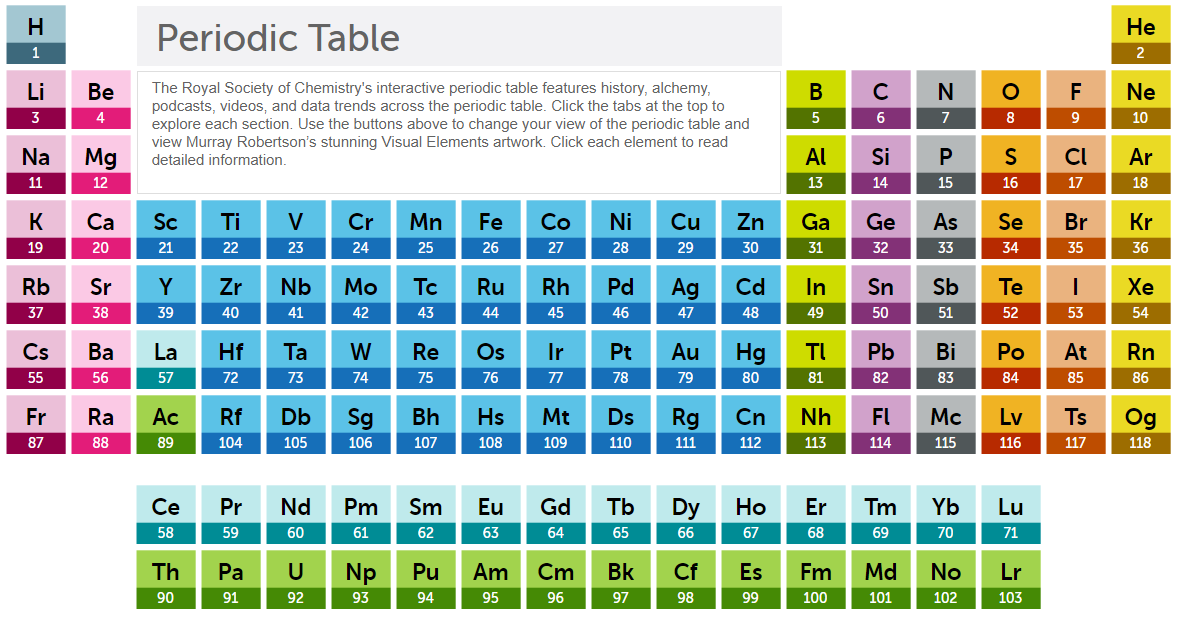 H Periodic Table He
1 2
The Royal Society of Chemistry's interactive periodic table features history, alchemy,
podcasts, videos, and data trends across the periodic table. Click the tabs at the top to
explore each section. Use the buttons above to change your view of the periodic table and
view Murray Robertson's stunning Visual Elements artwork. Click each element to read
detailed information.
Li Be B C N O F Ne
3 4 5 6 7 8 9 10
Na Mg Al Si P S Cl Ar
11 12 13 14 15 16 17 18
K Ca Sc Ti V Cr Mn Fe Co Ni Cu Zn Ga Ge As Se Br Kr
19 20 21 22 23 24 25 26 27 28 29 30 31 32 33 34 35 36
Rb Sr Y Zr Nb Mo Tc Ru Rh Pd Ag Cd In Sn Sb Te I Xe
37 38 39 40 41 42 43 44 45 46 47 48 49 50 51 52 53 54
Cs Ba La Hf Ta W Re Os Ir Pt Au Hg Tl Pb Bi Po At Rn
55 56 57 72 73 74 75 76 77 78 79 80 81 82 83 84 85 86
Fr Ra Ac Rf Db Sg Bh Hs Mt Ds Rg Cn Nh Fl Mc Lv Ts Og
87 88 89 104 105 106 107 108 109 110 111 112 113 114 115 116 117 118
Ce Pr Nd Pm Sm Eu Gd Tb Dy Ho Er Tm Yb Lu
58 59 60 61 62 63 64 65 66 67 68 69 70 71
Th Pa U Np Pu Am Cm Bk Cf Es Fm Md No Lr
90 91 92 93 94 95 96 97 98 99 100 101 102 103